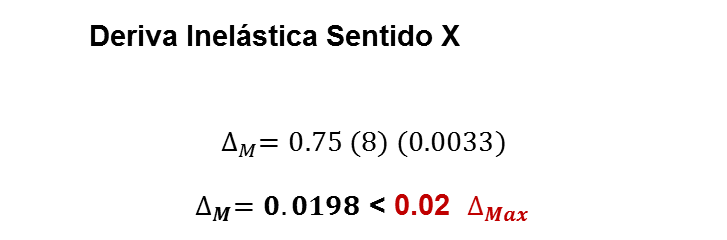 Deriva Inelástica Sentido X
Δ_M= 0.75 (8) (0.0033)
Δ_M= 0.0198 < 0.02 Δ_Max